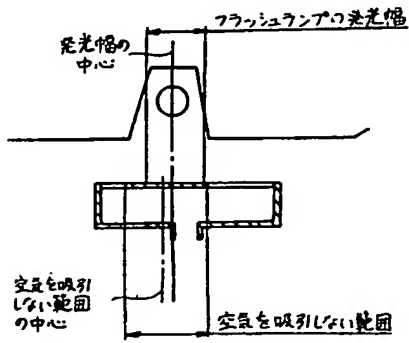 フラッシュランプの発光幅
発光幅の
中心
空気を吸引
しない範囲
の中心
空気を吸引しない範囲